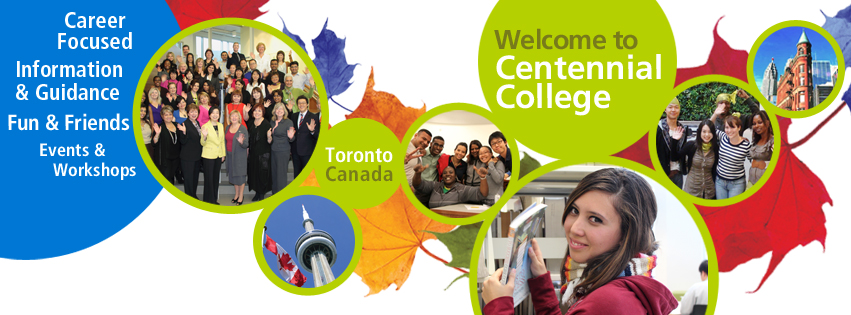 Career
Focused
Information
& Guidance
Fun & Friends
Events &
Workshops
Toronto
Canada
Welcome to
Centennial
College